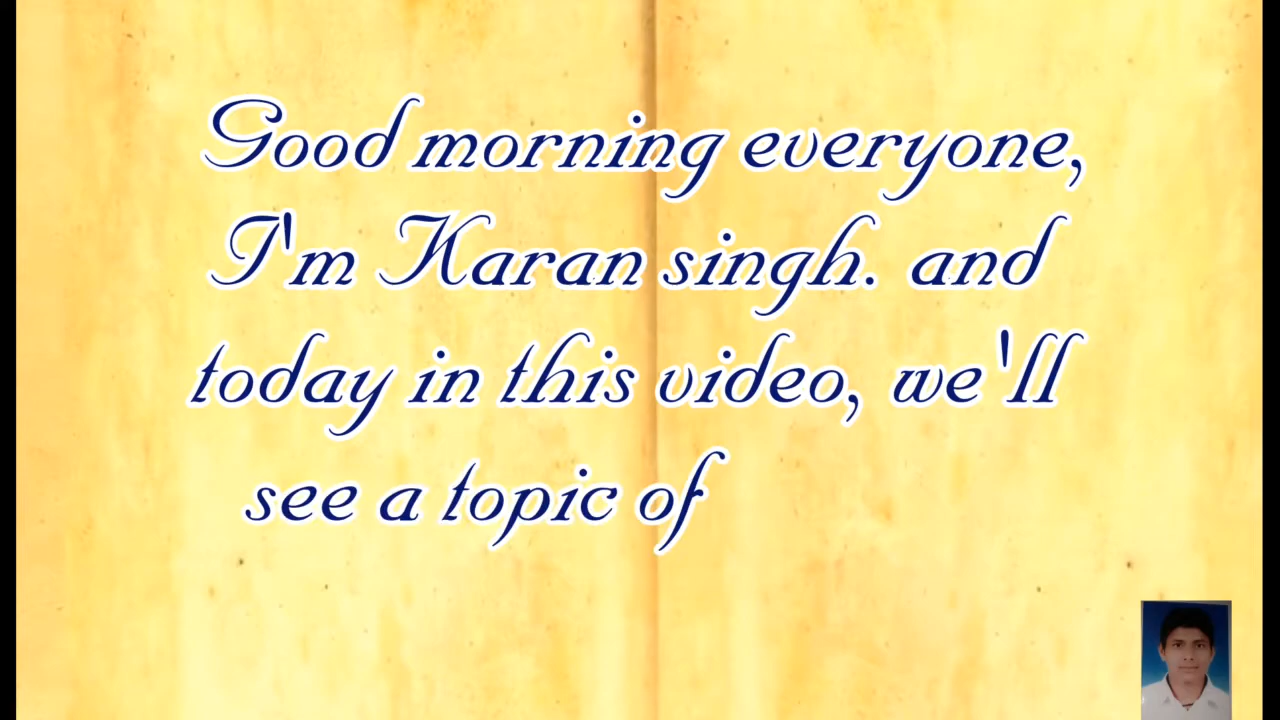 Good morning everyone,
I'm Karan singh. and
today in this video, we'll
see a topic of